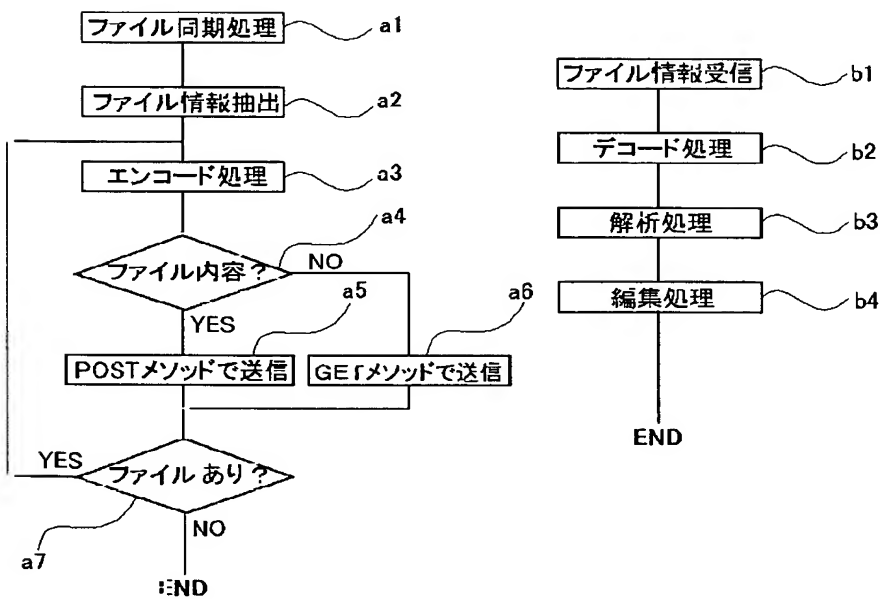 ファイル同期処理
a1
ファイル情報抽出
a2
エンコード処理
a3
a4
ファイル内容？
NO
YES
a5
a6
POSTメソッドで送信
GETメソッドで送信
ファイルあり？
YES
NO
a7
END
ファイル情報受信
b1
デコード処理
b2
解析処理
b3
編集処理
b4
END